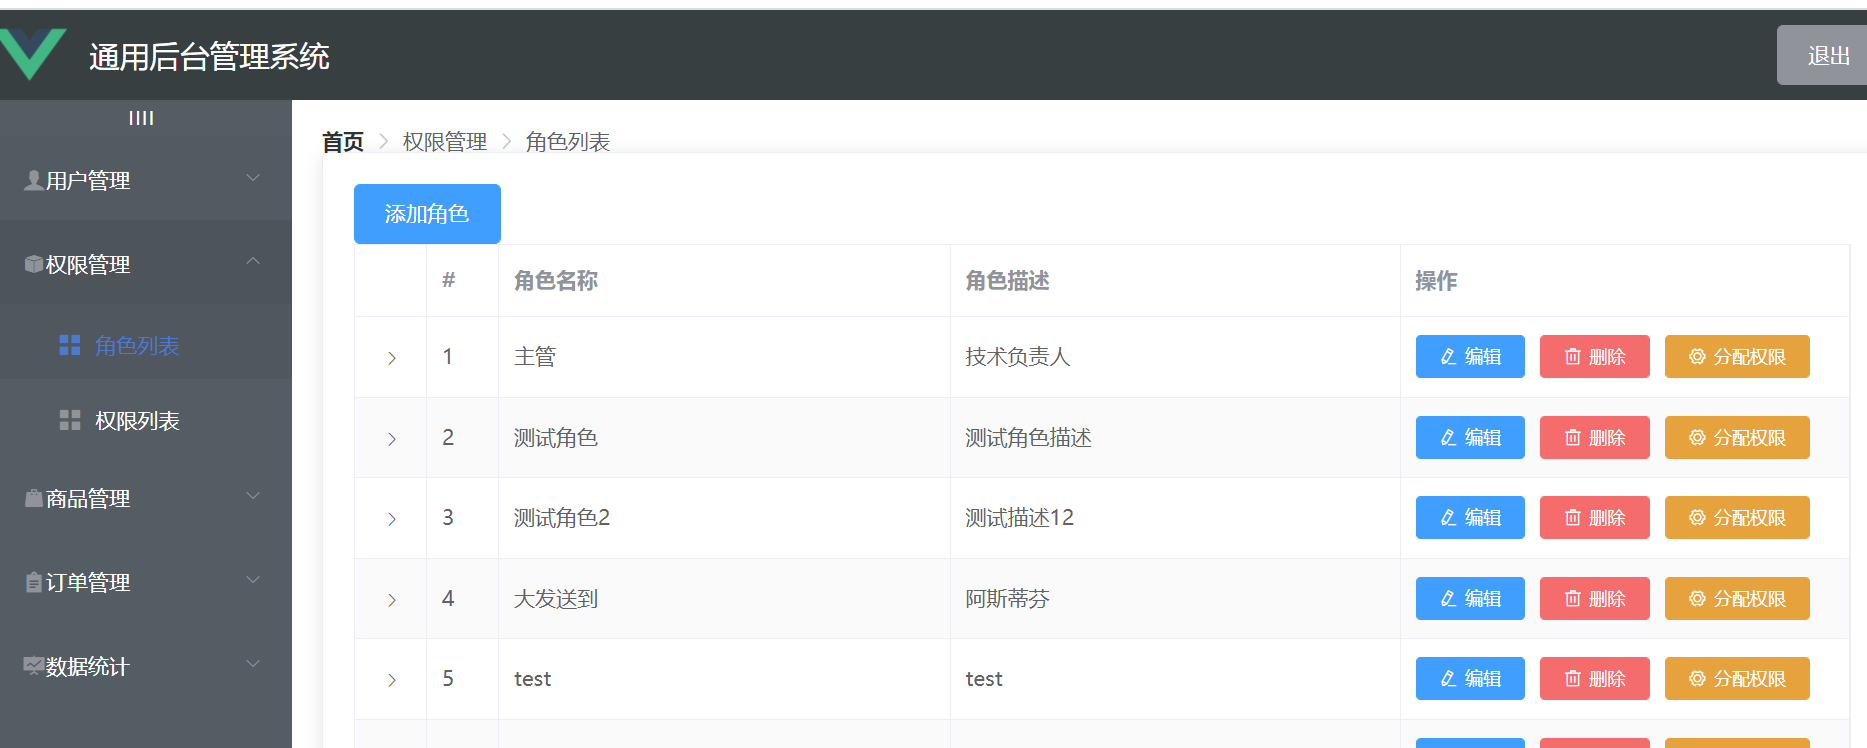 通用后台管理系统
退出
首页 权限管理 角色列表
用户管理
权限管理
角色列表
权限列表
商品管理
订单管理
数据统计
添加角色
# 角色名称 角色描述 操作
1 主管 技术负责人 编辑 删除 分配权限
2 测试角色 测试角色描述 编辑 删除 分配权限
3 测试角色2 测试描述12 编辑 删除 分配权限
4 大发送到 阿斯蒂芬 编辑 删除 分配权限
5 test test 编辑 删除 分配权限